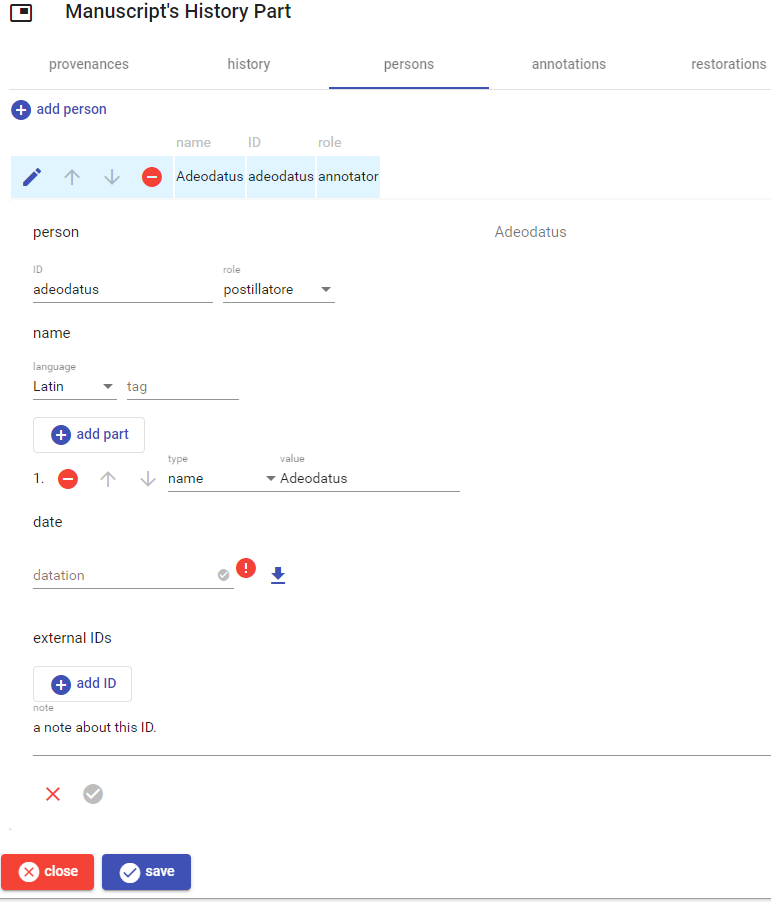 Manuscript's History Part
provenances history persons annotations restorations
add person
name ID role
Adeodatus adeodatus annotator
person Adeodatus
ID role
adeodatus postillatore
name
language
Latin tag
add part
type value
1. name Adeodatus
date
datation
external IDs
add ID
note
a note about this ID.
close save